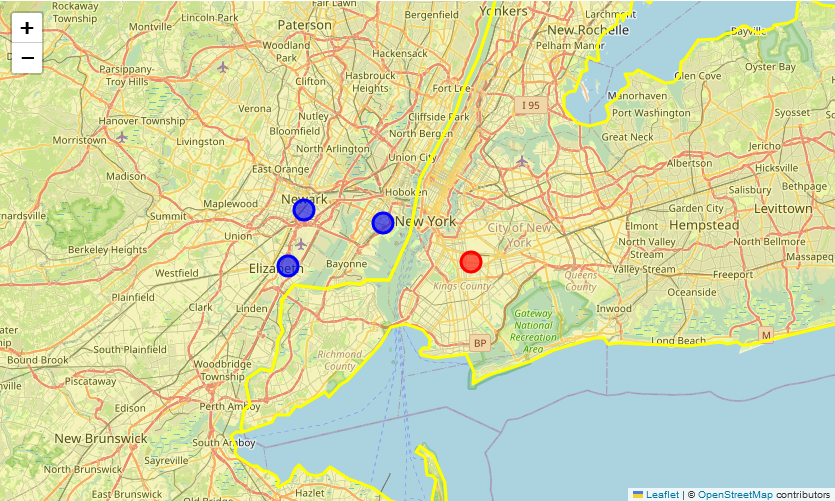 Rockaway
Township
Montville
Lincoln Park
Fair Lawn
Paterson
Bergenfield
Yonkers
Larchmont
New Rochelle
Pelham Manor
Bayville
+
−
Woodland
Park
Hackensack
Parsippany-
Troy Hills
Clifton
Hasbrouck
Heights
Fort Lee
Glen Cove
Oyster Bay
Manorhaven
Port Washington
Syosset
I 95
Verona
Nutley
Cliffside Park
Hanover Township
Bloomfield
North Bergen
Great Neck
Jericho
Morristown
Livingston
North Arlington
Union City
Albertson
Hicksville
East Orange
Madison
Hoboken
Salisbury
Bethpage
Newark
Maplewood
Garden City
Levittown
Summit
New York
City of New
York
Elmont
Hempstead
Union
North Valley
Stream
North Bellmore
Berkeley Heights
Massapeq
Elizabeth
Bayonne
Valley Stream
Freeport
Westfield
Kings County
Queens
County
Plainfield
Clark
Linden
Oceanside
Inwood
Gateway
National
Recreation
Area
BP
Long Beach
M
South Plainfield
Richmond
County
Bound Brook
Woodbridge
Township
Piscataway
Edison
Perth Amboy
New Brunswick
South Amboy
North Brunswick
Sayreville
East Brunswick
Hazlet
Leaflet | © OpenStreetMap contributors